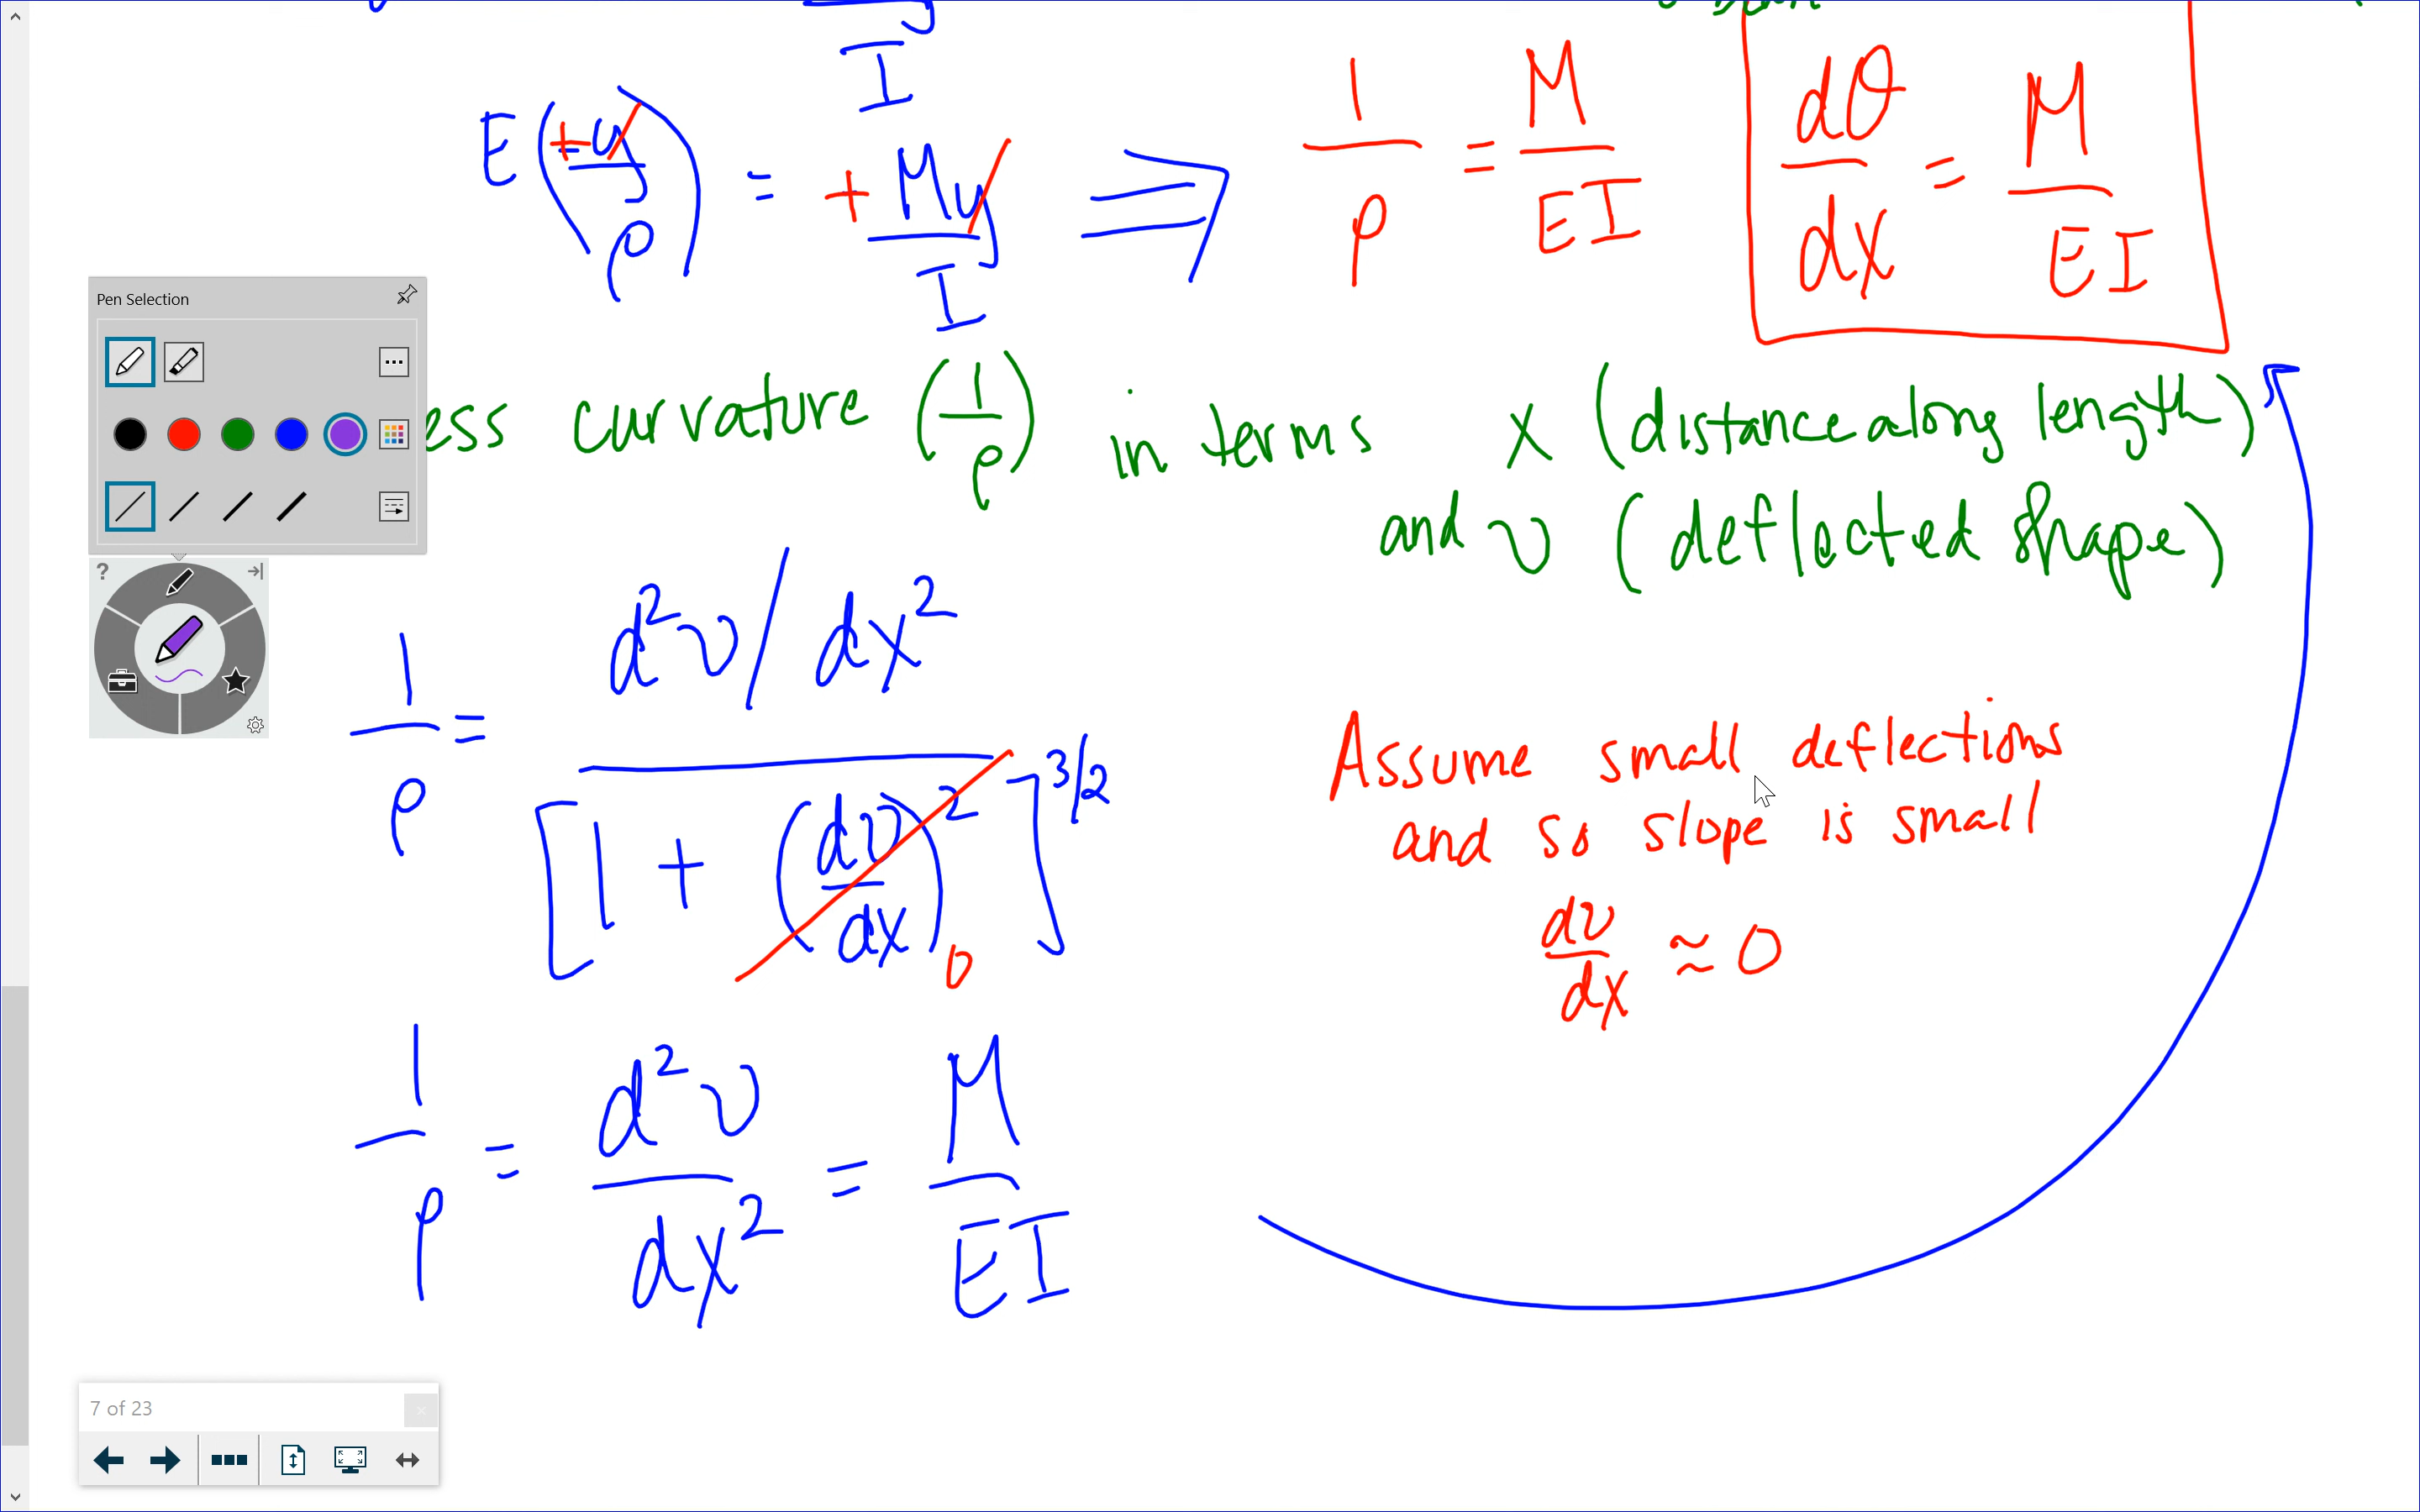 I
E(+y/ρ) = + My/I ⇒ 1/ρ = M/EI
dθ/dx = M/EI
Pen Selection
ess curvature (1/ρ) in terms x (distance along length)
and v (deflected shape)
?
1/ρ = d²v/dx² / [1 + (dv/dx)²]^3/2
0
Assume small deflections
and so slope is small
dv/dx ≈ 0
1/ρ = d²v/dx² = M/EI
7 of 23